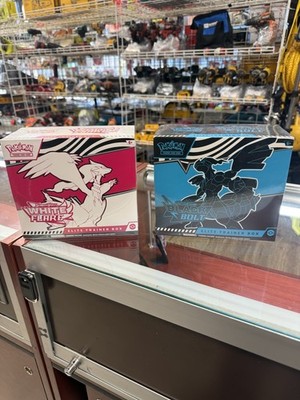 POKÉMON
WHITE
FLARE
ELITE TRAINER BOX
POKÉMON
BOLT
ELITE TRAINER BOX